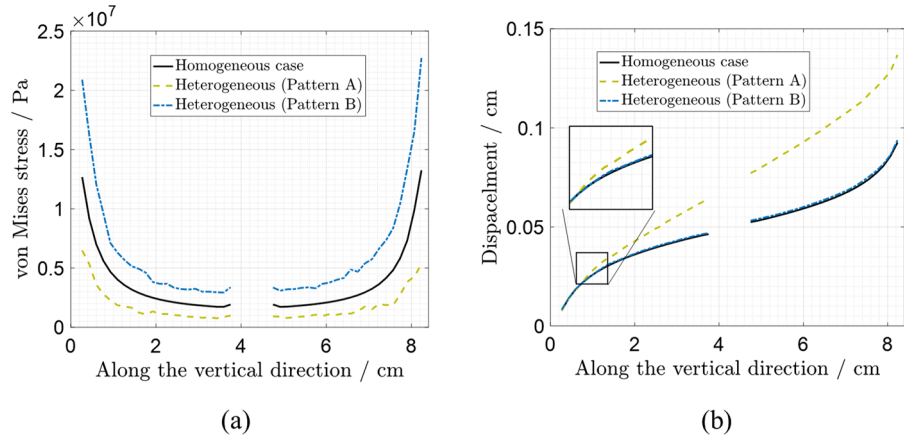 ×10⁷
2.5
2
1.5
1
0.5
0
von Mises stress / Pa
Homogeneous case
Heterogeneous (Pattern A)
Heterogeneous (Pattern B)
0 2 4 6 8
Along the vertical direction / cm
(a)
0.15
0.1
0.05
0
Dispacelment / cm
Homogeneous case
Heterogeneous (Pattern A)
Heterogeneous (Pattern B)
0 2 4 6 8
Along the vertical direction / cm
(b)